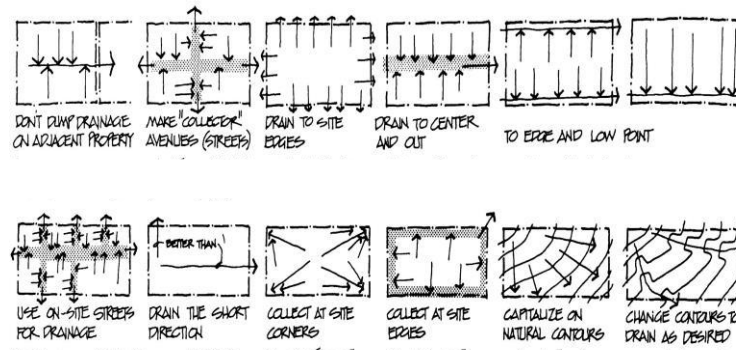 DON'T DUMP DRAINAGE
ON ADJACENT PROPERTY
MAKE "COLLECTOR"
AVENUES (STREETS)
DRAIN TO SITE
EDGES
DRAIN TO CENTER
AND OUT
TO EDGE AND LOW POINT
BETTER THAN
USE ON-SITE STREETS
FOR DRAINAGE
DRAIN THE SHORT
DIRECTION
COLLECT AT SITE
CORNERS
COLLECT AT SITE
EDGES
CAPITALIZE ON
NATURAL CONTOURS
CHANGE CONTOURS TO
DRAIN AS DESIRED